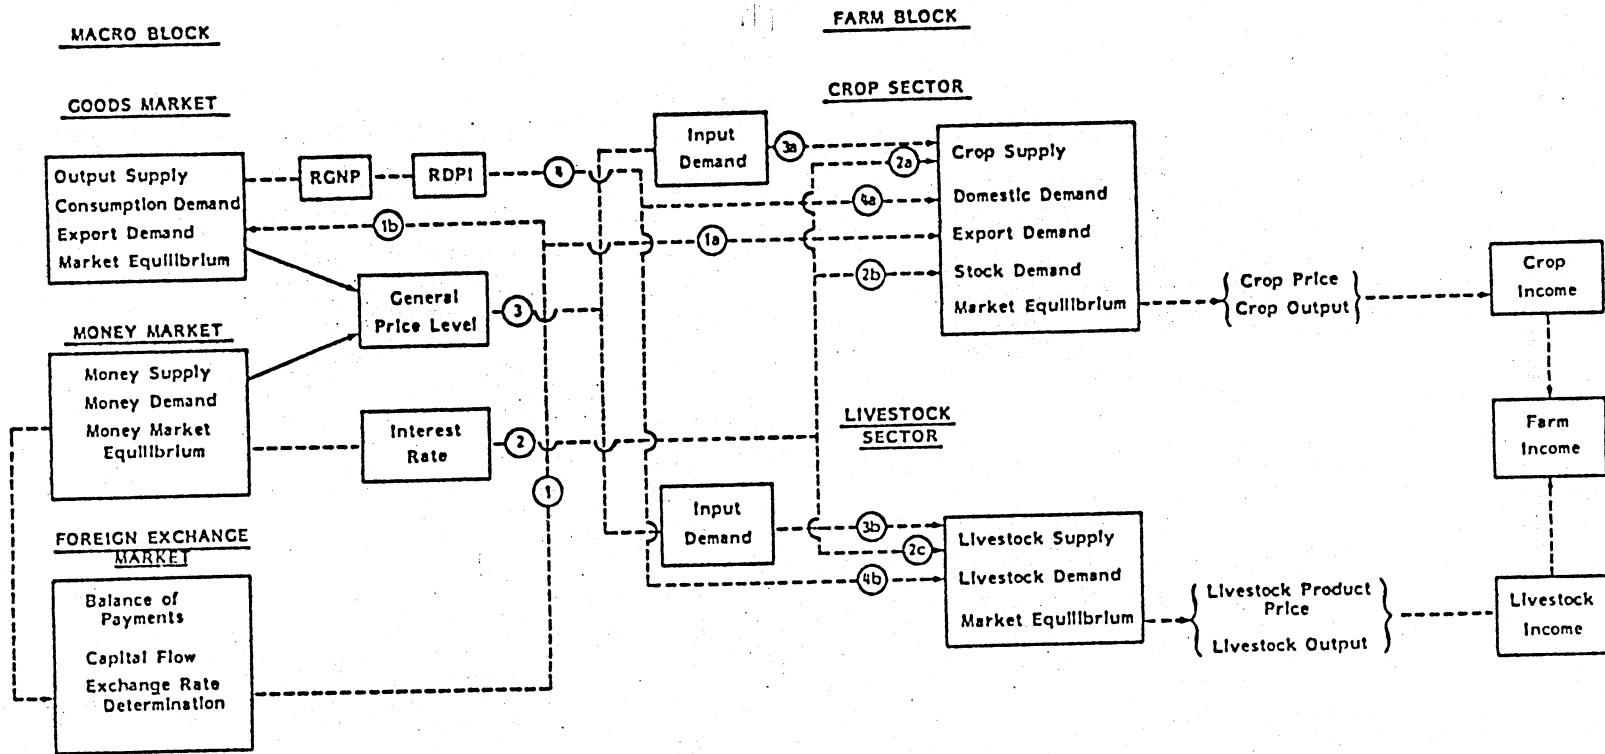 MACRO BLOCK
GOODS MARKET
Output Supply
Consumption Demand
Export Demand
Market Equilibrium
RGNP
RDPI
4
1b
General
Price Level
3
MONEY MARKET
Money Supply
Money Demand
Money Market
Equilibrium
Interest
Rate
2
1
FOREIGN EXCHANGE
MARKET
Balance of
Payments
Capital Flow
Exchange Rate
Determination
FARM BLOCK
CROP SECTOR
Input
Demand
3a
2a
4a
1a
2b
Crop Supply
Domestic Demand
Export Demand
Stock Demand
Market Equilibrium
Crop Price
Crop Output
Crop
Income
Farm
Income
LIVESTOCK
SECTOR
Input
Demand
3b
2c
4b
Livestock Supply
Livestock Demand
Market Equilibrium
Livestock Product
Price
Livestock Output
Livestock
Income